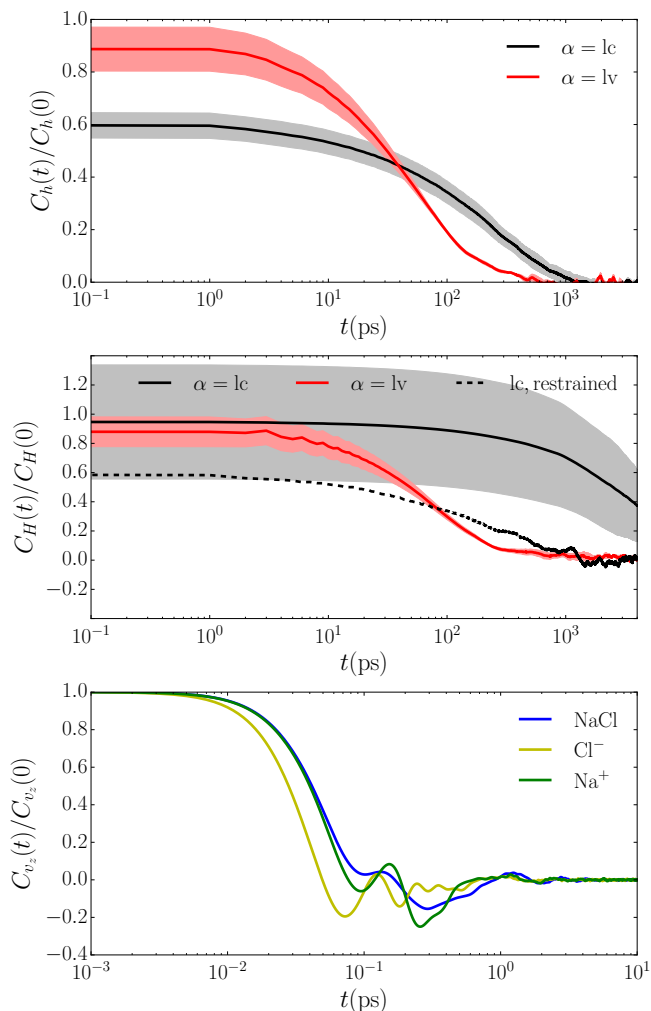 1.0
0.8
0.6
0.4
0.2
0.0
C_h(t)/C_h(0)
α = lc
α = lv
10^{-1} 10^0 10^1 10^2 10^3
t(ps)
1.2
1.0
0.8
0.6
0.4
0.2
0.0
−0.2
C_H(t)/C_H(0)
α = lc α = lv lc, restrained
10^{-1} 10^0 10^1 10^2 10^3
t(ps)
1.0
0.8
0.6
0.4
0.2
0.0
−0.2
−0.4
C_{v_z}(t)/C_{v_z}(0)
NaCl
Cl^−
Na^+
10^{-3} 10^{-2} 10^{-1} 10^0 10^1
t(ps)